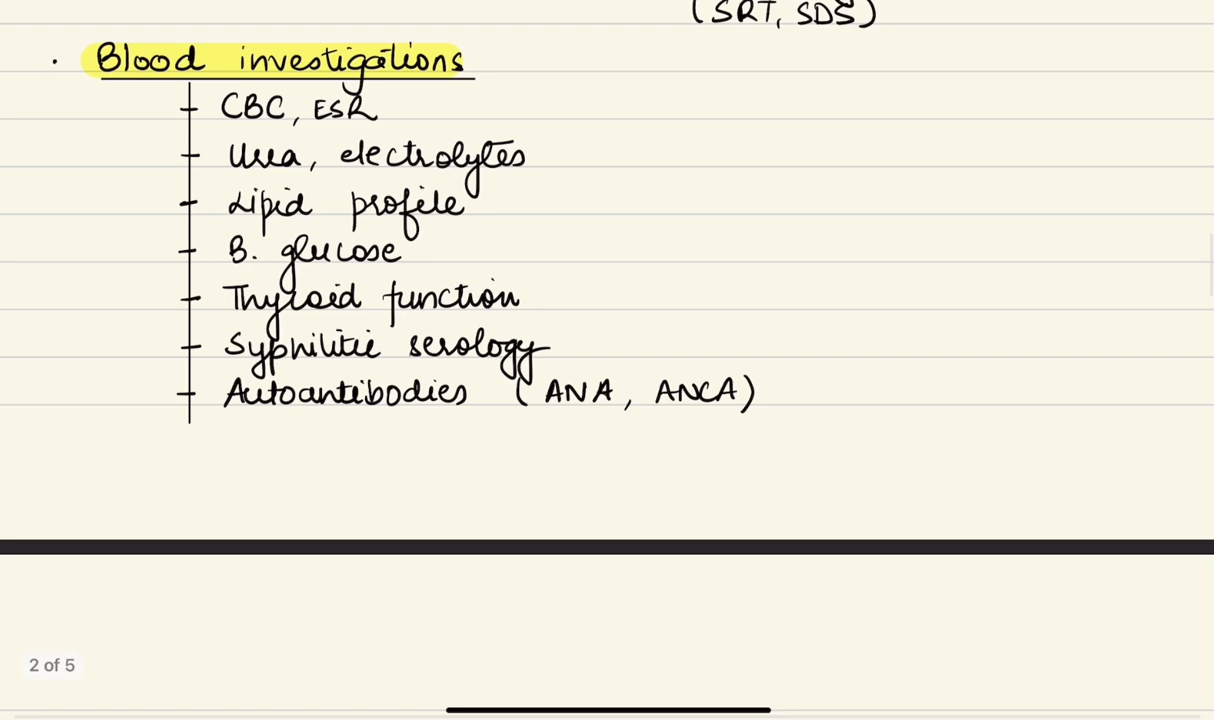 (SRT, SDS)
· Blood investigations
CBC, ESR
Urea, electrolytes
Lipid profile
B. glucose
Thyroid function
Syphilitic serology
Autoantibodies (ANA, ANCA)
2 of 5